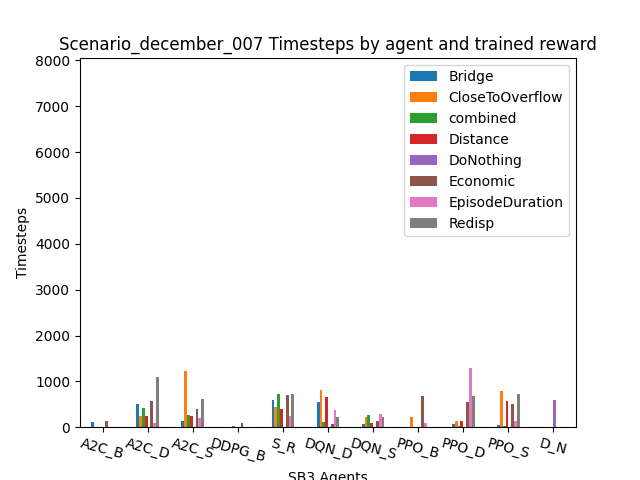 Scenario_december_007 Timesteps by agent and trained reward
8000
7000
6000
5000
4000
3000
2000
1000
0
Timesteps
Bridge
CloseToOverflow
combined
Distance
DoNothing
Economic
EpisodeDuration
Redisp
A2C_B
A2C_D
A2C_S
DDPG_B
S_R
DQN_D
DQN_S
PPO_B
PPO_D
PPO_S
D_N
SB3 Agents